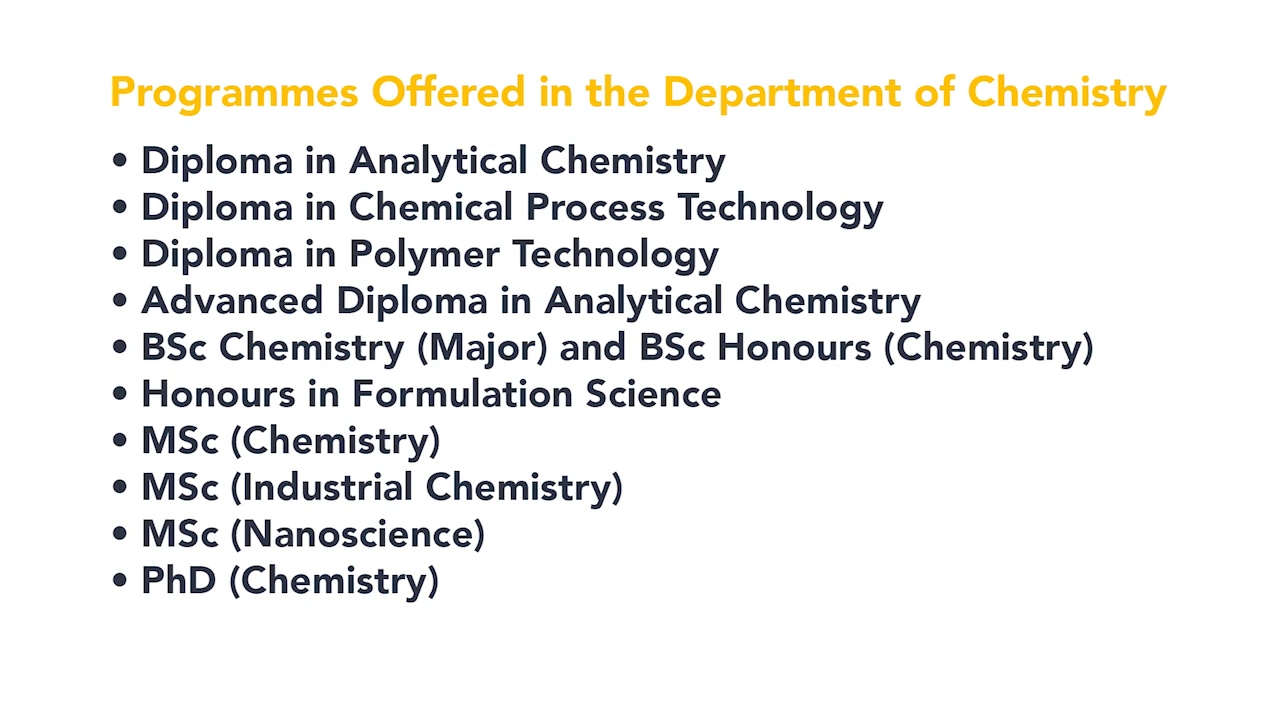 Programmes Offered in the Department of Chemistry
• Diploma in Analytical Chemistry
• Diploma in Chemical Process Technology
• Diploma in Polymer Technology
• Advanced Diploma in Analytical Chemistry
• BSc Chemistry (Major) and BSc Honours (Chemistry)
• Honours in Formulation Science
• MSc (Chemistry)
• MSc (Industrial Chemistry)
• MSc (Nanoscience)
• PhD (Chemistry)